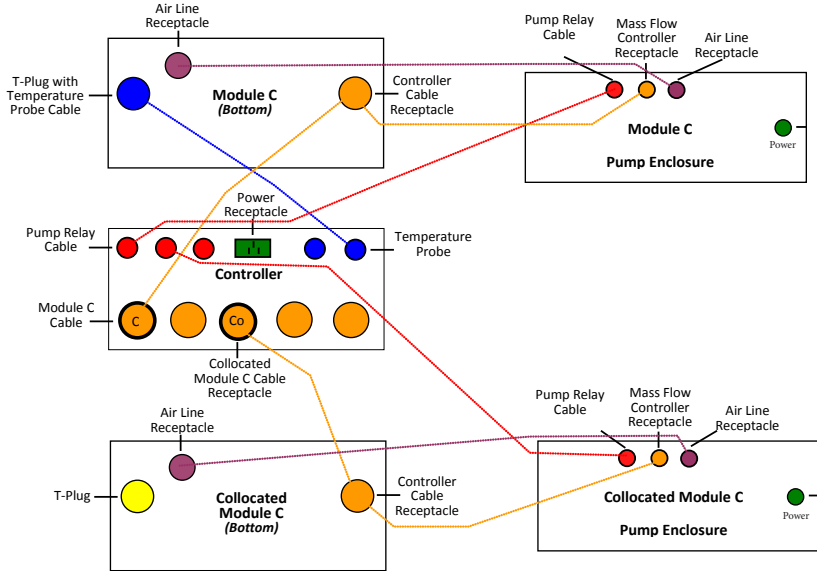 Air Line
Receptacle
T-Plug with
Temperature
Probe Cable
Module C
(Bottom)
Controller
Cable
Receptacle
Pump Relay
Cable
Mass Flow
Controller
Receptacle
Air Line
Receptacle
Module C
Pump Enclosure
Power
Power
Receptacle
Pump Relay
Cable
Temperature
Probe
Controller
Module C
Cable
C
Co
Collocated
Module C Cable
Receptacle
Air Line
Receptacle
T-Plug
Collocated
Module C
(Bottom)
Controller
Cable
Receptacle
Pump Relay
Cable
Mass Flow
Controller
Receptacle
Air Line
Receptacle
Collocated Module C
Pump Enclosure
Power